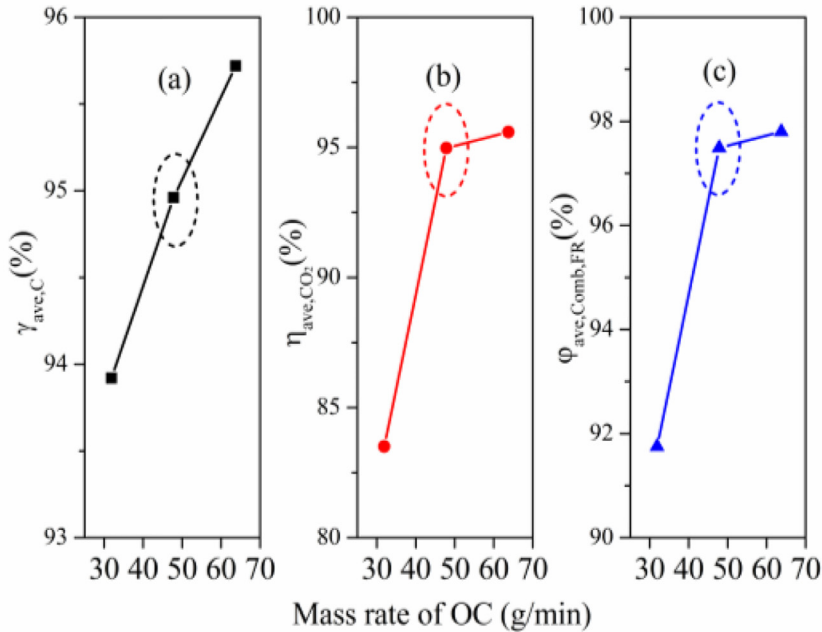 (a)
96
95
94
93
γave,C(%)
30 40 50 60 70
(b)
100
95
90
85
80
ηave,CO₂(%)
30 40 50 60 70
(c)
100
98
96
94
92
90
φave,Comb,FR(%)
30 40 50 60 70
Mass rate of OC (g/min)